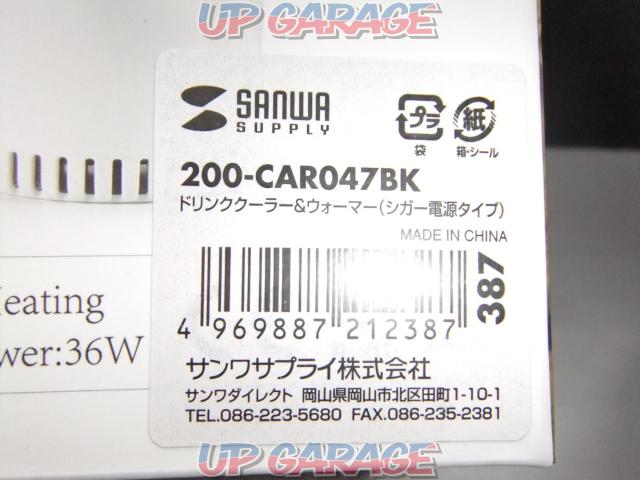 UP GARAGE
SANWA
SUPPLY
プラ
袋
紙
箱・シール
200-CAR047BK
ドリンククーラー&ウォーマー(シガー電源タイプ)
MADE IN CHINA
387
4 969887 212387
Heating
ower:36W
サンワサプライ株式会社
サンワダイレクト 岡山県岡山市北区田町1-10-1
TEL.086-223-5680 FAX.086-235-2381
UP GARAGE